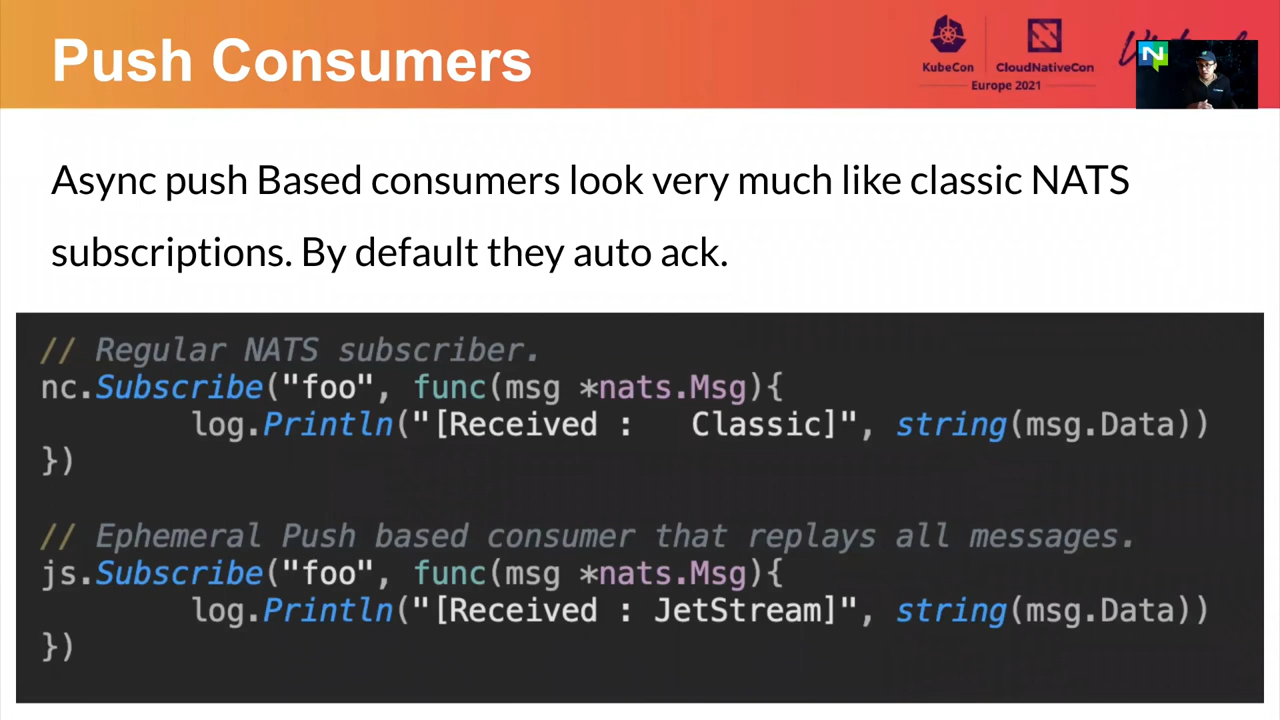 Push Consumers
KubeCon
CloudNativeCon
Europe 2021
N
Async push Based consumers look very much like classic NATS
subscriptions. By default they auto ack.
// Regular NATS subscriber.
nc.Subscribe("foo", func(msg *nats.Msg){
        log.Println("[Received :   Classic]", string(msg.Data))
})
// Ephemeral Push based consumer that replays all messages.
js.Subscribe("foo", func(msg *nats.Msg){
        log.Println("[Received : JetStream]", string(msg.Data))
})